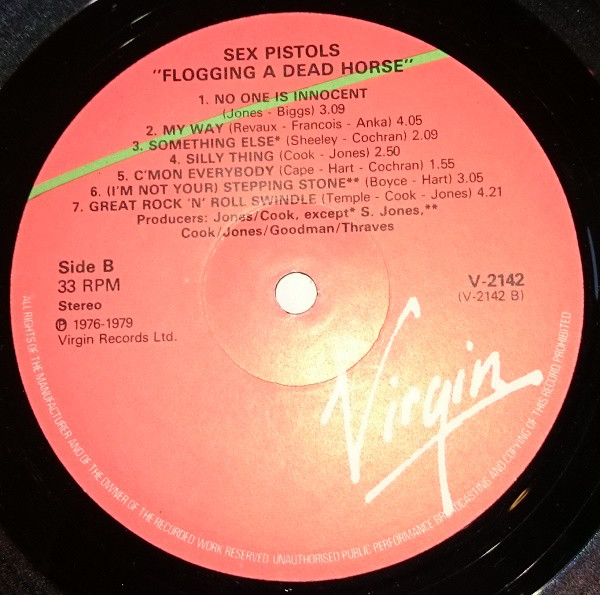 SEX PISTOLS
"FLOGGING A DEAD HORSE"
1. NO ONE IS INNOCENT
(Jones - Biggs) 3.09
2. MY WAY (Revaux - Francois - Anka) 4.05
3. SOMETHING ELSE* (Sheeley - Cochran) 2.09
4. SILLY THING (Cook - Jones) 2.50
5. C'MON EVERYBODY (Cape - Hart - Cochran) 1.55
6. (I'M NOT YOUR) STEPPING STONE** (Boyce - Hart) 3.05
7. GREAT ROCK 'N' ROLL SWINDLE (Temple - Cook - Jones) 4.21
Producers: Jones/Cook, except* S. Jones,**
Cook/Jones/Goodman/Thraves
Side B
33 RPM
Stereo
℗ 1976-1979
Virgin Records Ltd.
V-2142
(V-2142 B)
Virgin
ALL RIGHTS OF THE MANUFACTURER AND OF THE OWNER OF THE RECORDED WORK RESERVED UNAUTHORISED PUBLIC PERFORMANCE BROADCASTING AND COPYING OF THIS RECORD PROHIBITED